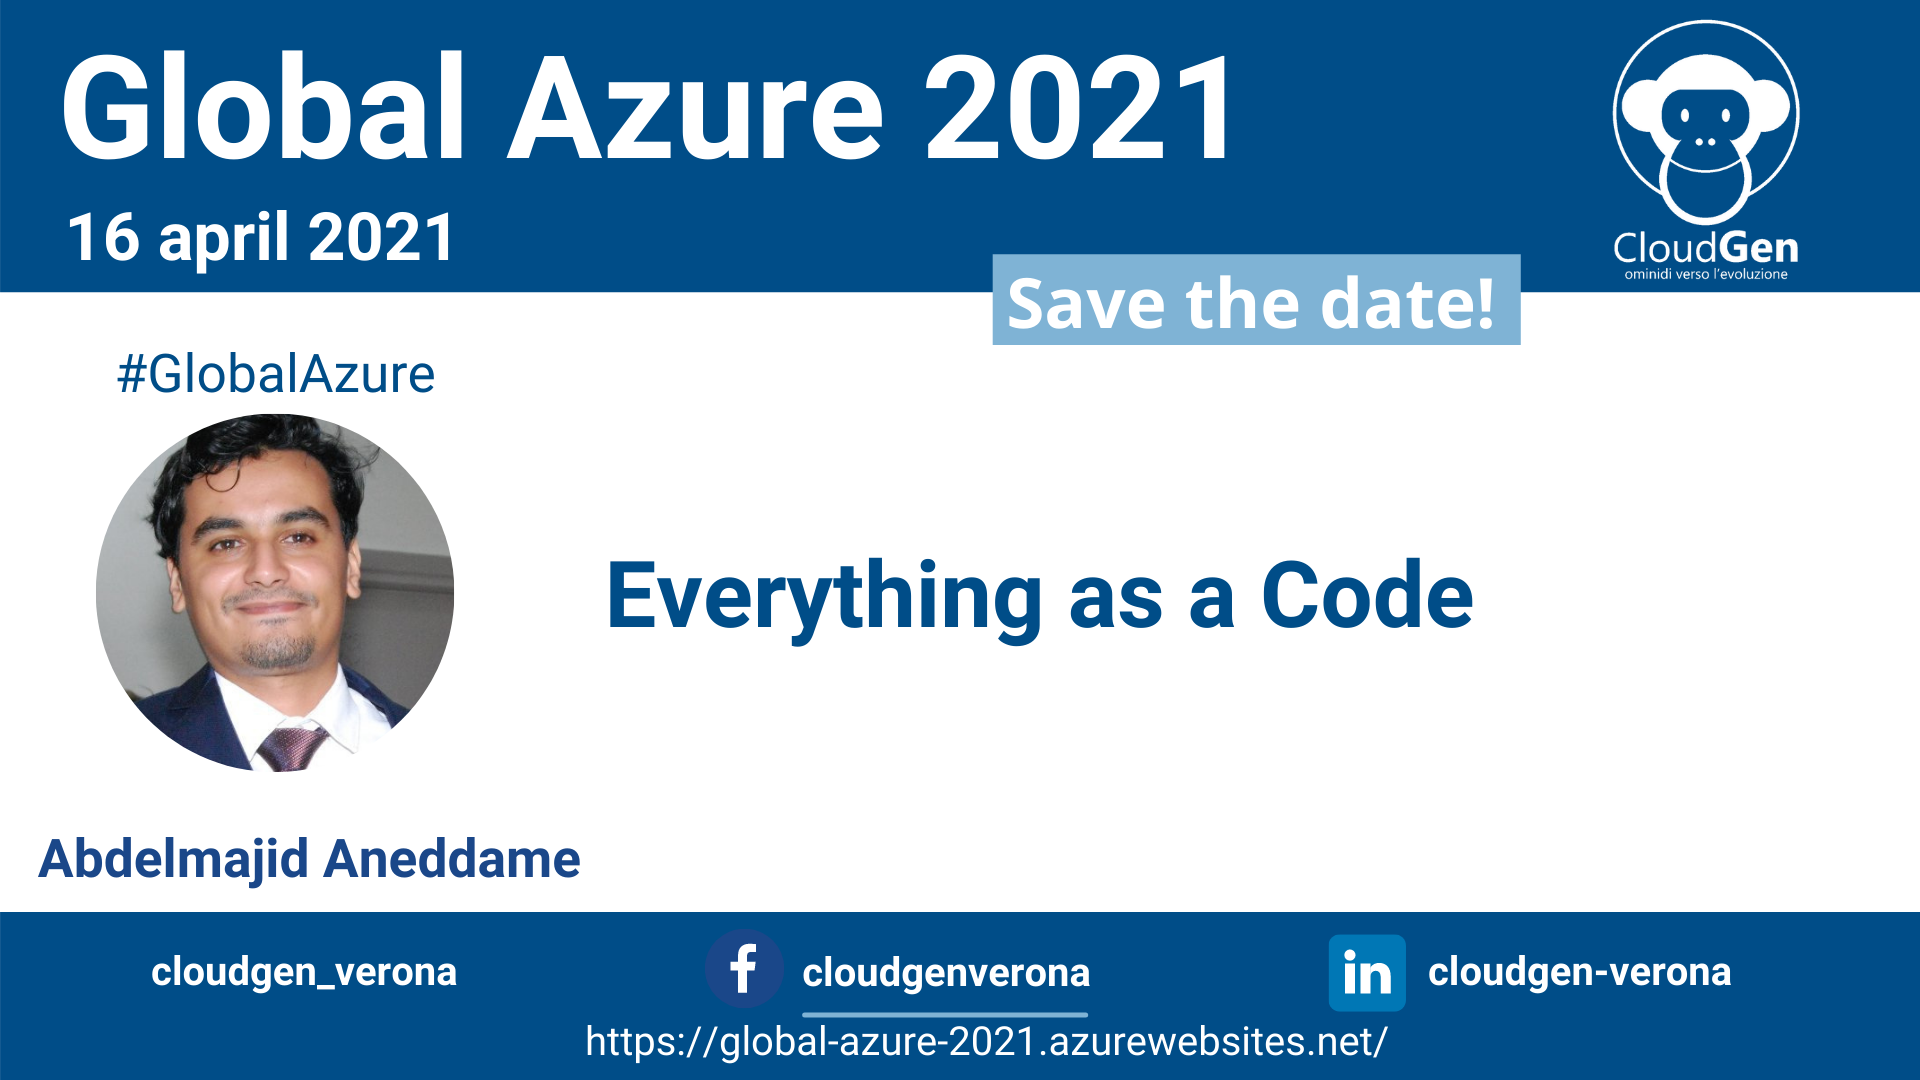 Global Azure 2021
16 april 2021
CloudGen
ominidi verso l'evoluzione
Save the date!
#GlobalAzure
Everything as a Code
Abdelmajid Aneddame
cloudgen_verona
f cloudgenverona
in cloudgen-verona
https://global-azure-2021.azurewebsites.net/